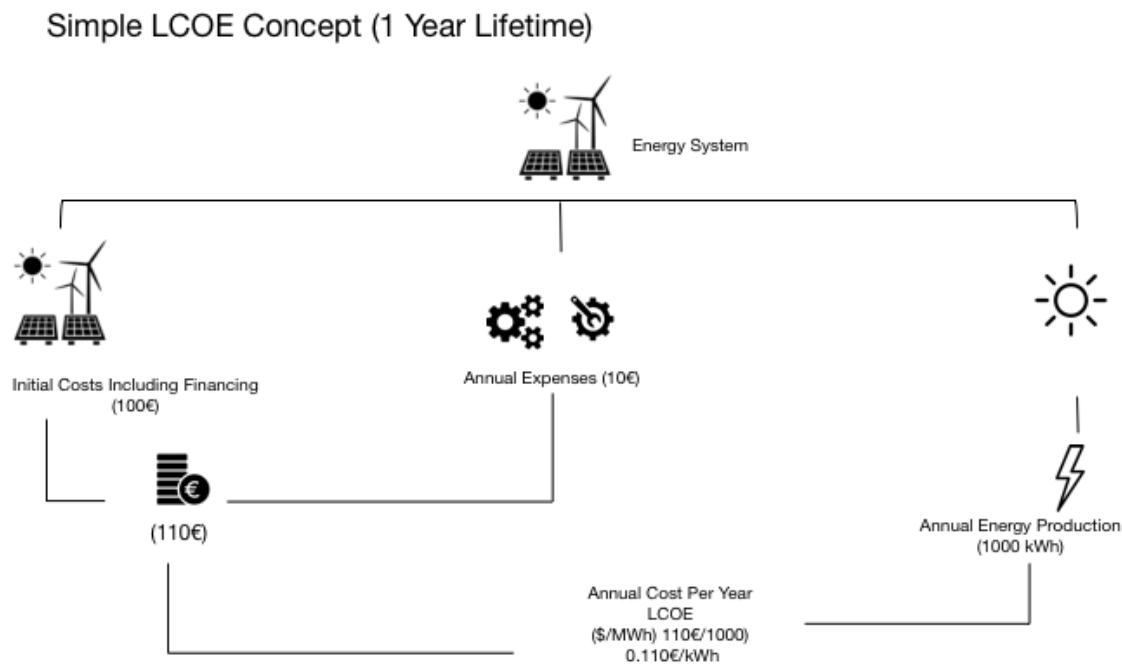 Simple LCOE Concept (1 Year Lifetime)
Energy System
Initial Costs Including Financing
(100€)
Annual Expenses (10€)
€
(110€)
Annual Energy Production
(1000 kWh)
Annual Cost Per Year
LCOE
($/MWh) 110€/1000)
0.110€/kWh